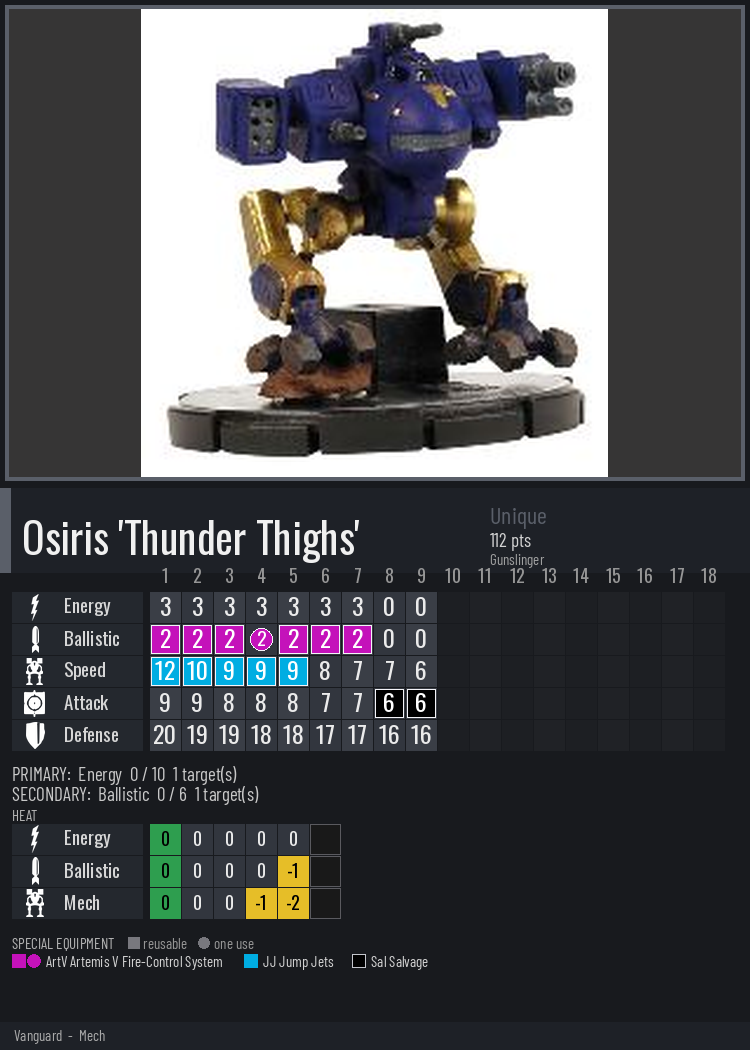 Osiris 'Thunder Thighs'
Unique
112 pts
Gunslinger
1 2 3 4 5 6 7 8 9 10 11 12 13 14 15 16 17 18
Energy 3 3 3 3 3 3 3 0 0
Ballistic 2 2 2 2 2 2 2 0 0
Speed 12 10 9 9 9 8 7 7 6
Attack 9 9 8 8 8 7 7 6 6
Defense 20 19 19 18 18 17 17 16 16
PRIMARY: Energy 0 / 10 1 target(s)
SECONDARY: Ballistic 0 / 6 1 target(s)
HEAT
Energy 0 0 0 0 0
Ballistic 0 0 0 0 -1
Mech 0 0 0 -1 -2
SPECIAL EQUIPMENT reusable one use
ArtV Artemis V Fire-Control System JJ Jump Jets Sal Salvage
Vanguard - Mech